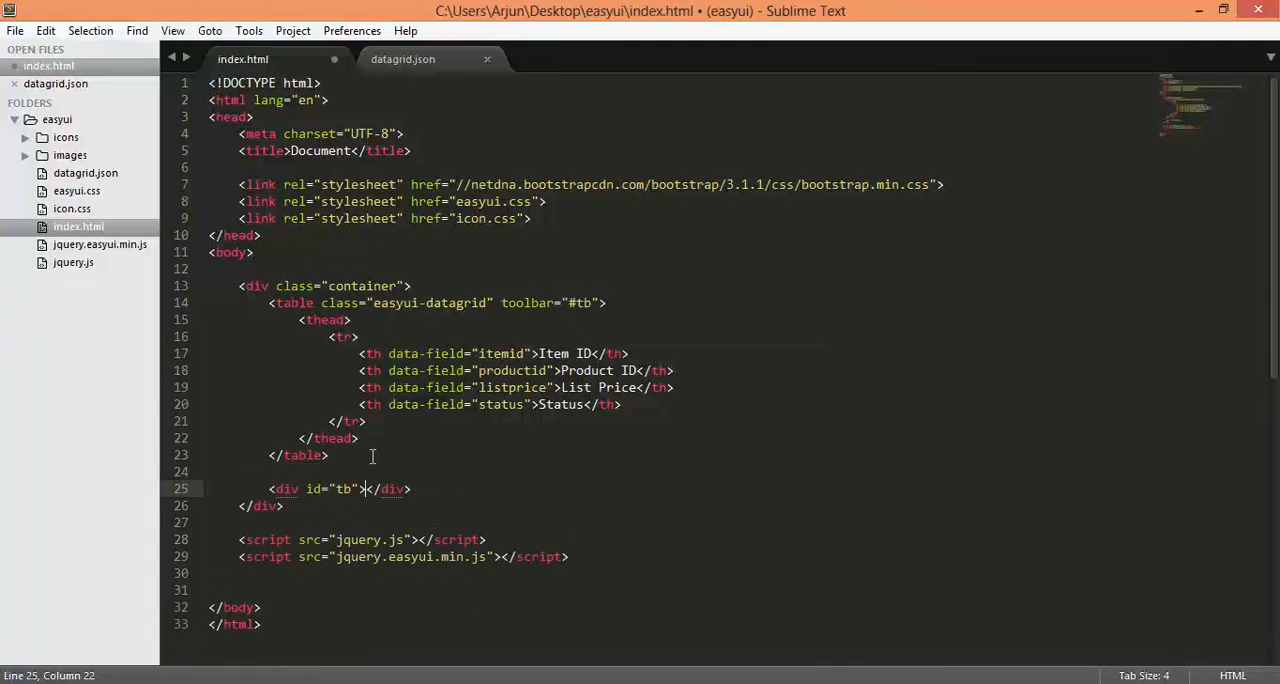 C:\Users\Arjun\Desktop\easyui\index.html • (easyui) - Sublime Text
File Edit Selection Find View Goto Tools Project Preferences Help
OPEN FILES
index.html
datagrid.json
FOLDERS
easyui
icons
images
datagrid.json
easyui.css
icon.css
index.html
jquery.easyui.min.js
jquery.js
index.html
datagrid.json
1 <!DOCTYPE html>
2 <html lang="en">
3 <head>
4 <meta charset="UTF-8">
5 <title>Document</title>
6
7 <link rel="stylesheet" href="//netdna.bootstrapcdn.com/bootstrap/3.1.1/css/bootstrap.min.css">
8 <link rel="stylesheet" href="easyui.css">
9 <link rel="stylesheet" href="icon.css">
10 </head>
11 <body>
12
13 <div class="container">
14 <table class="easyui-datagrid" toolbar="#tb">
15 <thead>
16 <tr>
17 <th data-field="itemid">Item ID</th>
18 <th data-field="productid">Product ID</th>
19 <th data-field="listprice">List Price</th>
20 <th data-field="status">Status</th>
21 </tr>
22 </thead>
23 </table>
24
25 <div id="tb"></div>
26 </div>
27
28 <script src="jquery.js"></script>
29 <script src="jquery.easyui.min.js"></script>
30
31
32 </body>
33 </html>
Line 25, Column 22
Tab Size: 4
HTML